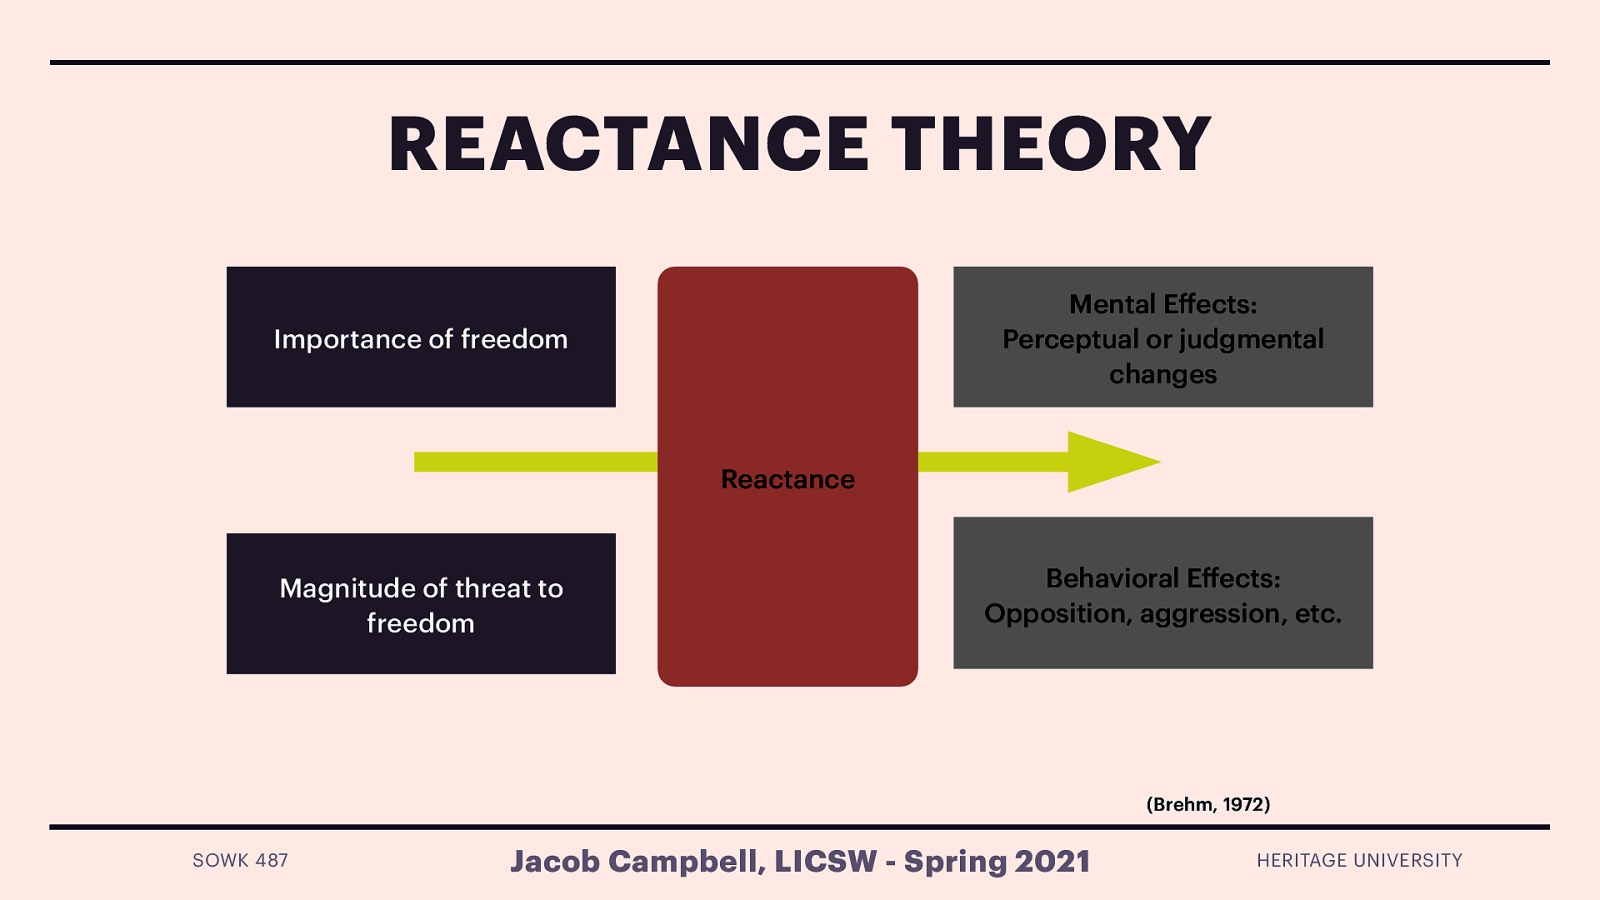 REACTANCE THEORY
Importance of freedom
Magnitude of threat to
freedom
Reactance
Mental Effects:
Perceptual or judgmental
changes
Behavioral Effects:
Opposition, aggression, etc.
(Brehm, 1972)
SOWK 487
Jacob Campbell, LICSW - Spring 2021
HERITAGE UNIVERSITY